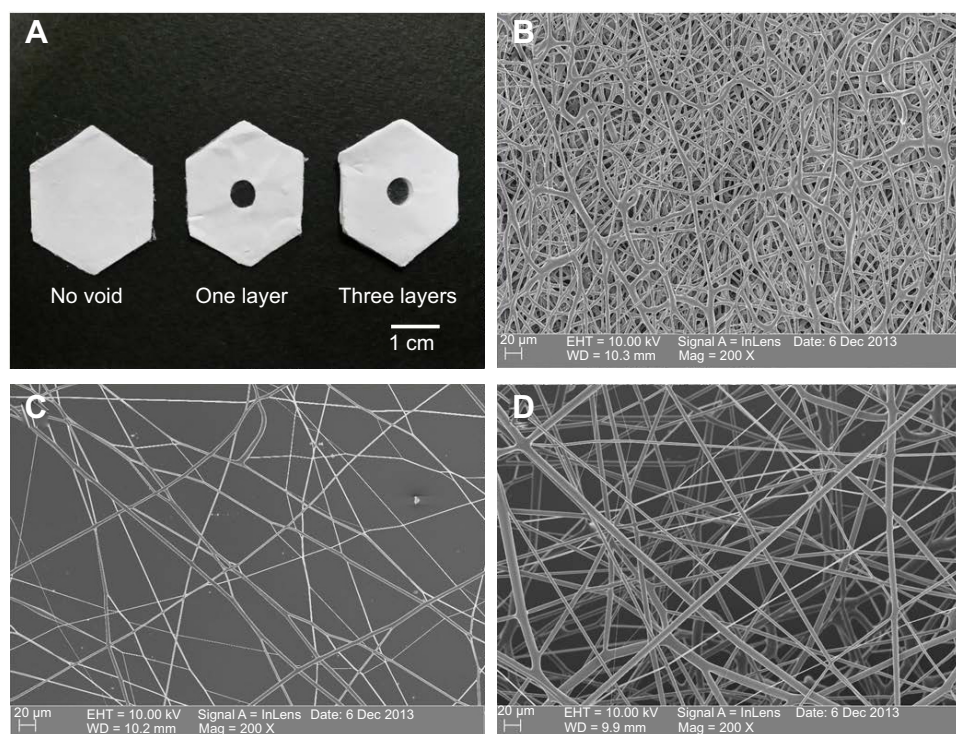 A
No void
One layer
Three layers
1 cm
B
20 µm
EHT = 10.00 kV Signal A = InLens Date: 6 Dec 2013
WD = 10.3 mm Mag = 200 X
C
20 µm
EHT = 10.00 kV Signal A = InLens Date: 6 Dec 2013
WD = 10.2 mm Mag = 200 X
D
20 µm
EHT = 10.00 kV Signal A = InLens Date: 6 Dec 2013
WD = 9.9 mm Mag = 200 X